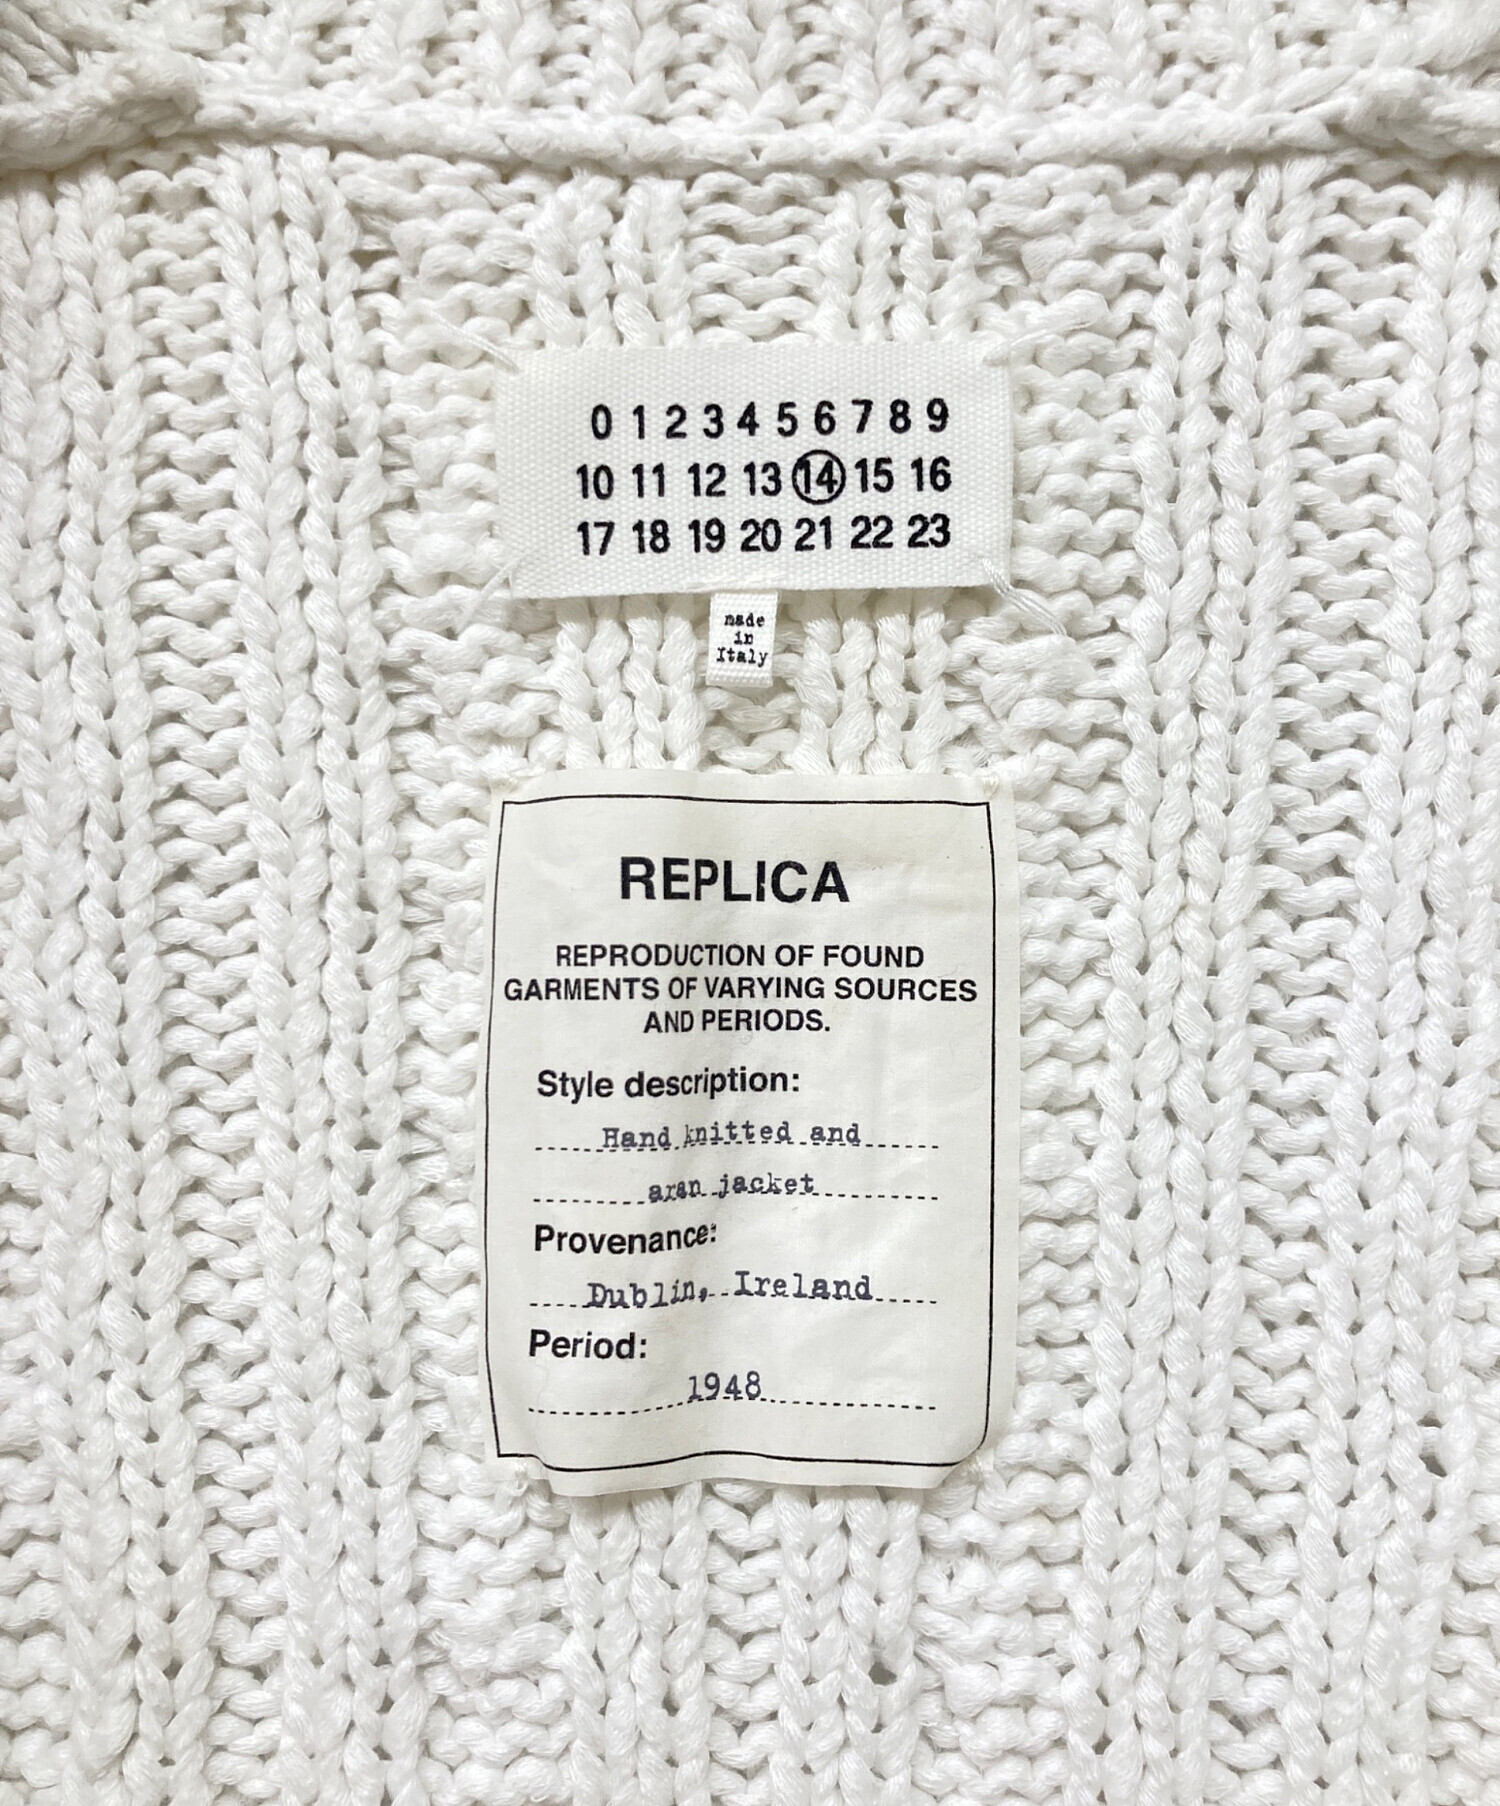 0 1 2 3 4 5 6 7 8 9
10 11 12 13 14 15 16
17 18 19 20 21 22 23
made
in
Italy
REPLICA
REPRODUCTION OF FOUND
GARMENTS OF VARYING SOURCES
AND PERIODS.
Style description:
Hand knitted and
aran jacket
Provenance:
Dublin, Ireland
Period:
1948